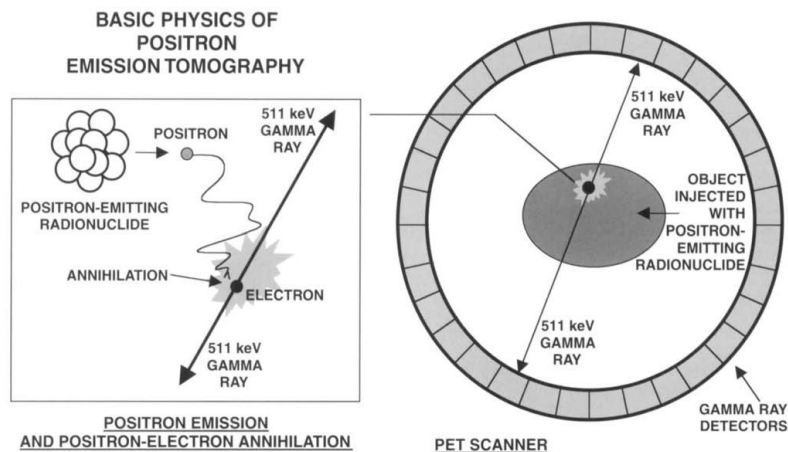 BASIC PHYSICS OF
POSITRON
EMISSION TOMOGRAPHY
511 keV
GAMMA
RAY
POSITRON
POSITRON-EMITTING
RADIONUCLIDE
ANNIHILATION
ELECTRON
511 keV
GAMMA
RAY
POSITRON EMISSION
AND POSITRON-ELECTRON ANNIHILATION
511 keV
GAMMA
RAY
OBJECT
INJECTED
WITH
POSITRON-
EMITTING
RADIONUCLIDE
511 keV
GAMMA
RAY
GAMMA RAY
DETECTORS
PET SCANNER